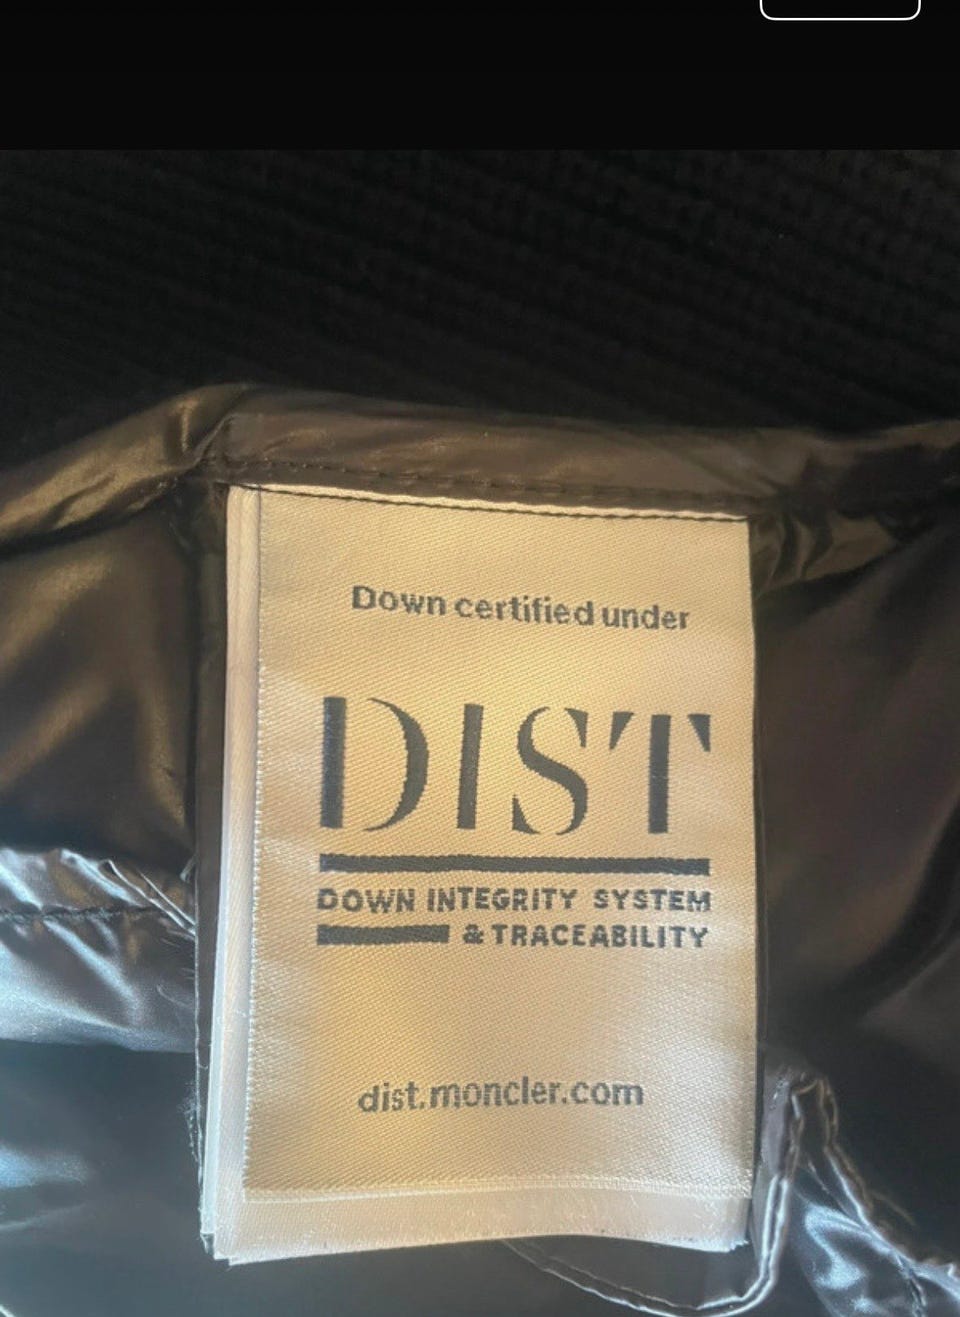 Down certified under
DIST
DOWN INTEGRITY SYSTEM
& TRACEABILITY
dist.moncler.com